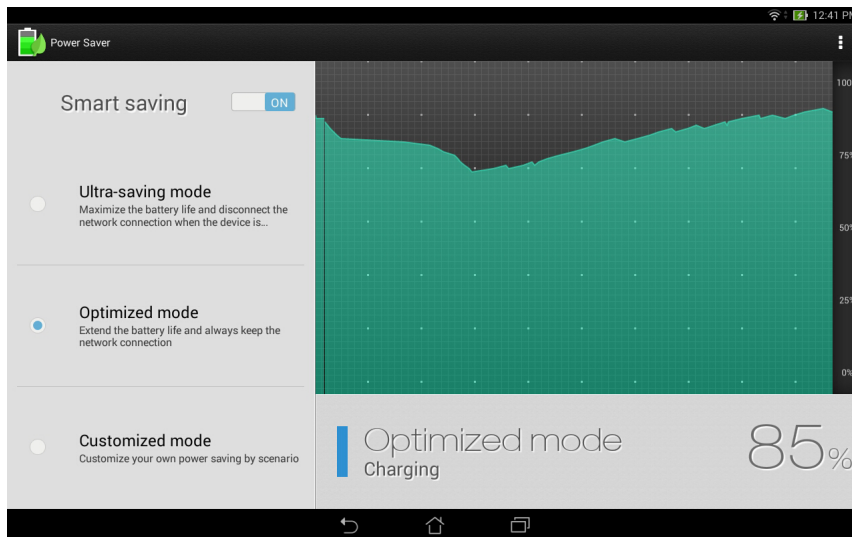 12:41 PM
Power Saver
Smart saving
ON
Ultra-saving mode
Maximize the battery life and disconnect the
network connection when the device is...
Optimized mode
Extend the battery life and always keep the
network connection
Customized mode
Customize your own power saving by scenario
100
75%
50%
25%
0%
Optimized mode
Charging
85%